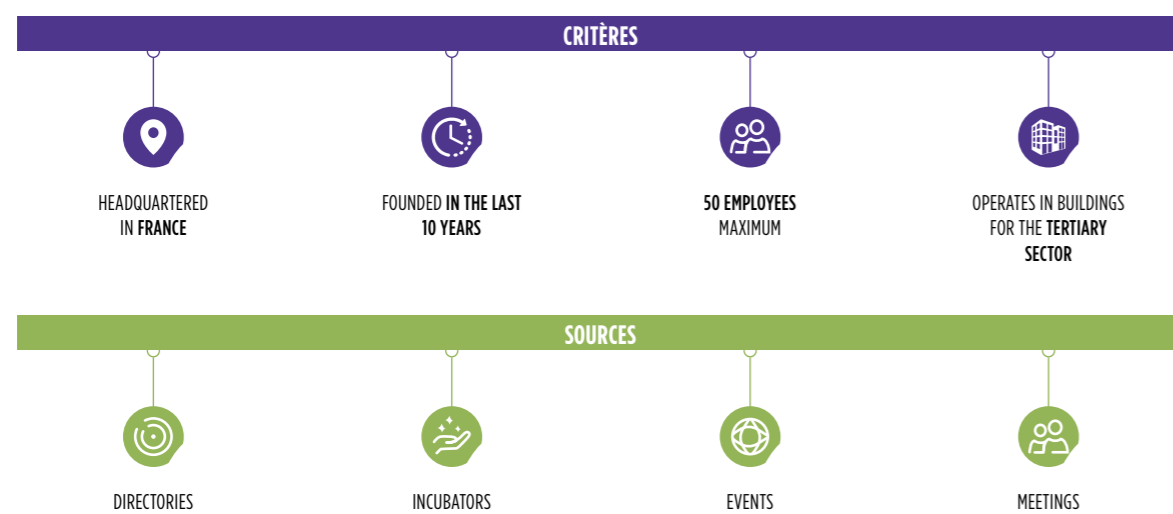 CRITÈRES
HEADQUARTERED
IN FRANCE
FOUNDED IN THE LAST
10 YEARS
50 EMPLOYEES
MAXIMUM
OPERATES IN BUILDINGS
FOR THE TERTIARY
SECTOR
SOURCES
DIRECTORIES
INCUBATORS
EVENTS
MEETINGS